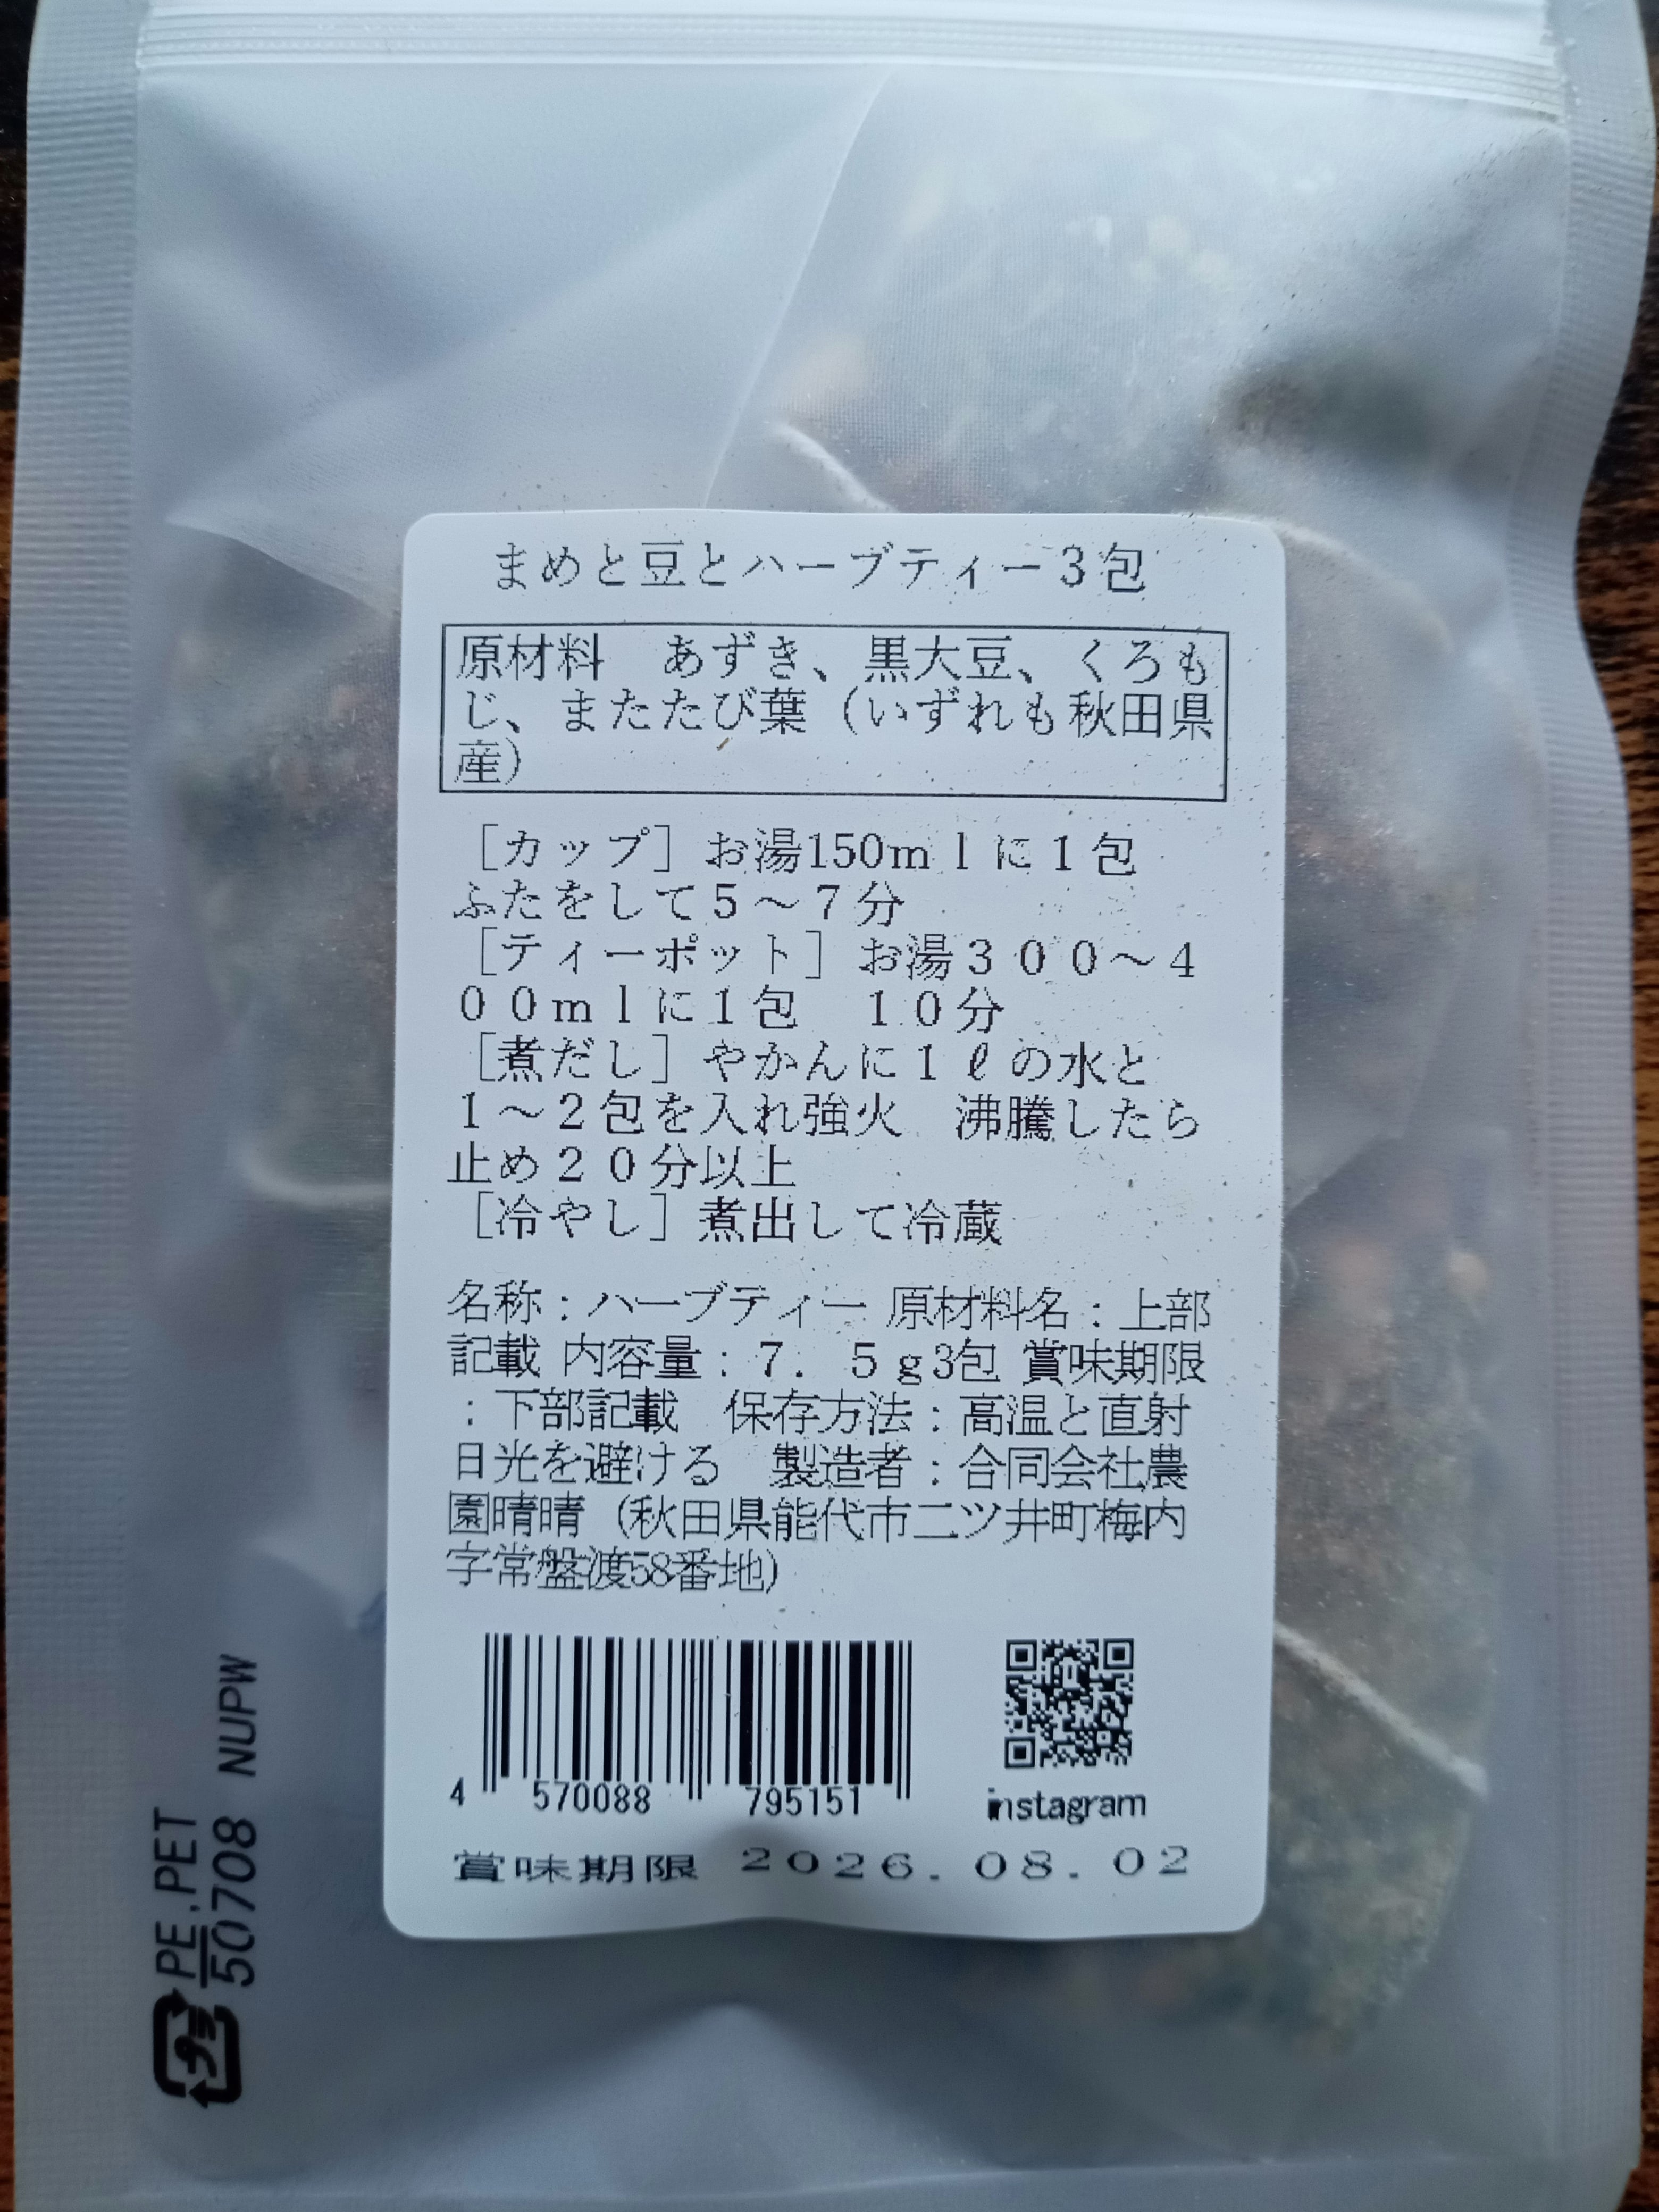 まめと豆とハーブティー３包
原材料　あずき、黒大豆、くろも
じ、またたび葉（いずれも秋田県
産）
［カップ］お湯150ｍｌに１包
ふたをして５～７分
［ティーポット］お湯３００～４
００ｍｌに１包　１０分
［煮だし］やかんに１ℓの水と
１～２包を入れ強火　沸騰したら
止め２０分以上
［冷やし］煮出して冷蔵
名称：ハーブティー 原材料名：上部
記載 内容量：７．５ｇ3包 賞味期限
：下部記載　保存方法：高温と直射
日光を避ける　製造者：合同会社農
園晴晴（秋田県能代市二ツ井町梅内
字常盤渡58番地）
4 570088 795151
instagram
賞味期限 2026.08.02
プラ
PE,PET
50708 NUPW